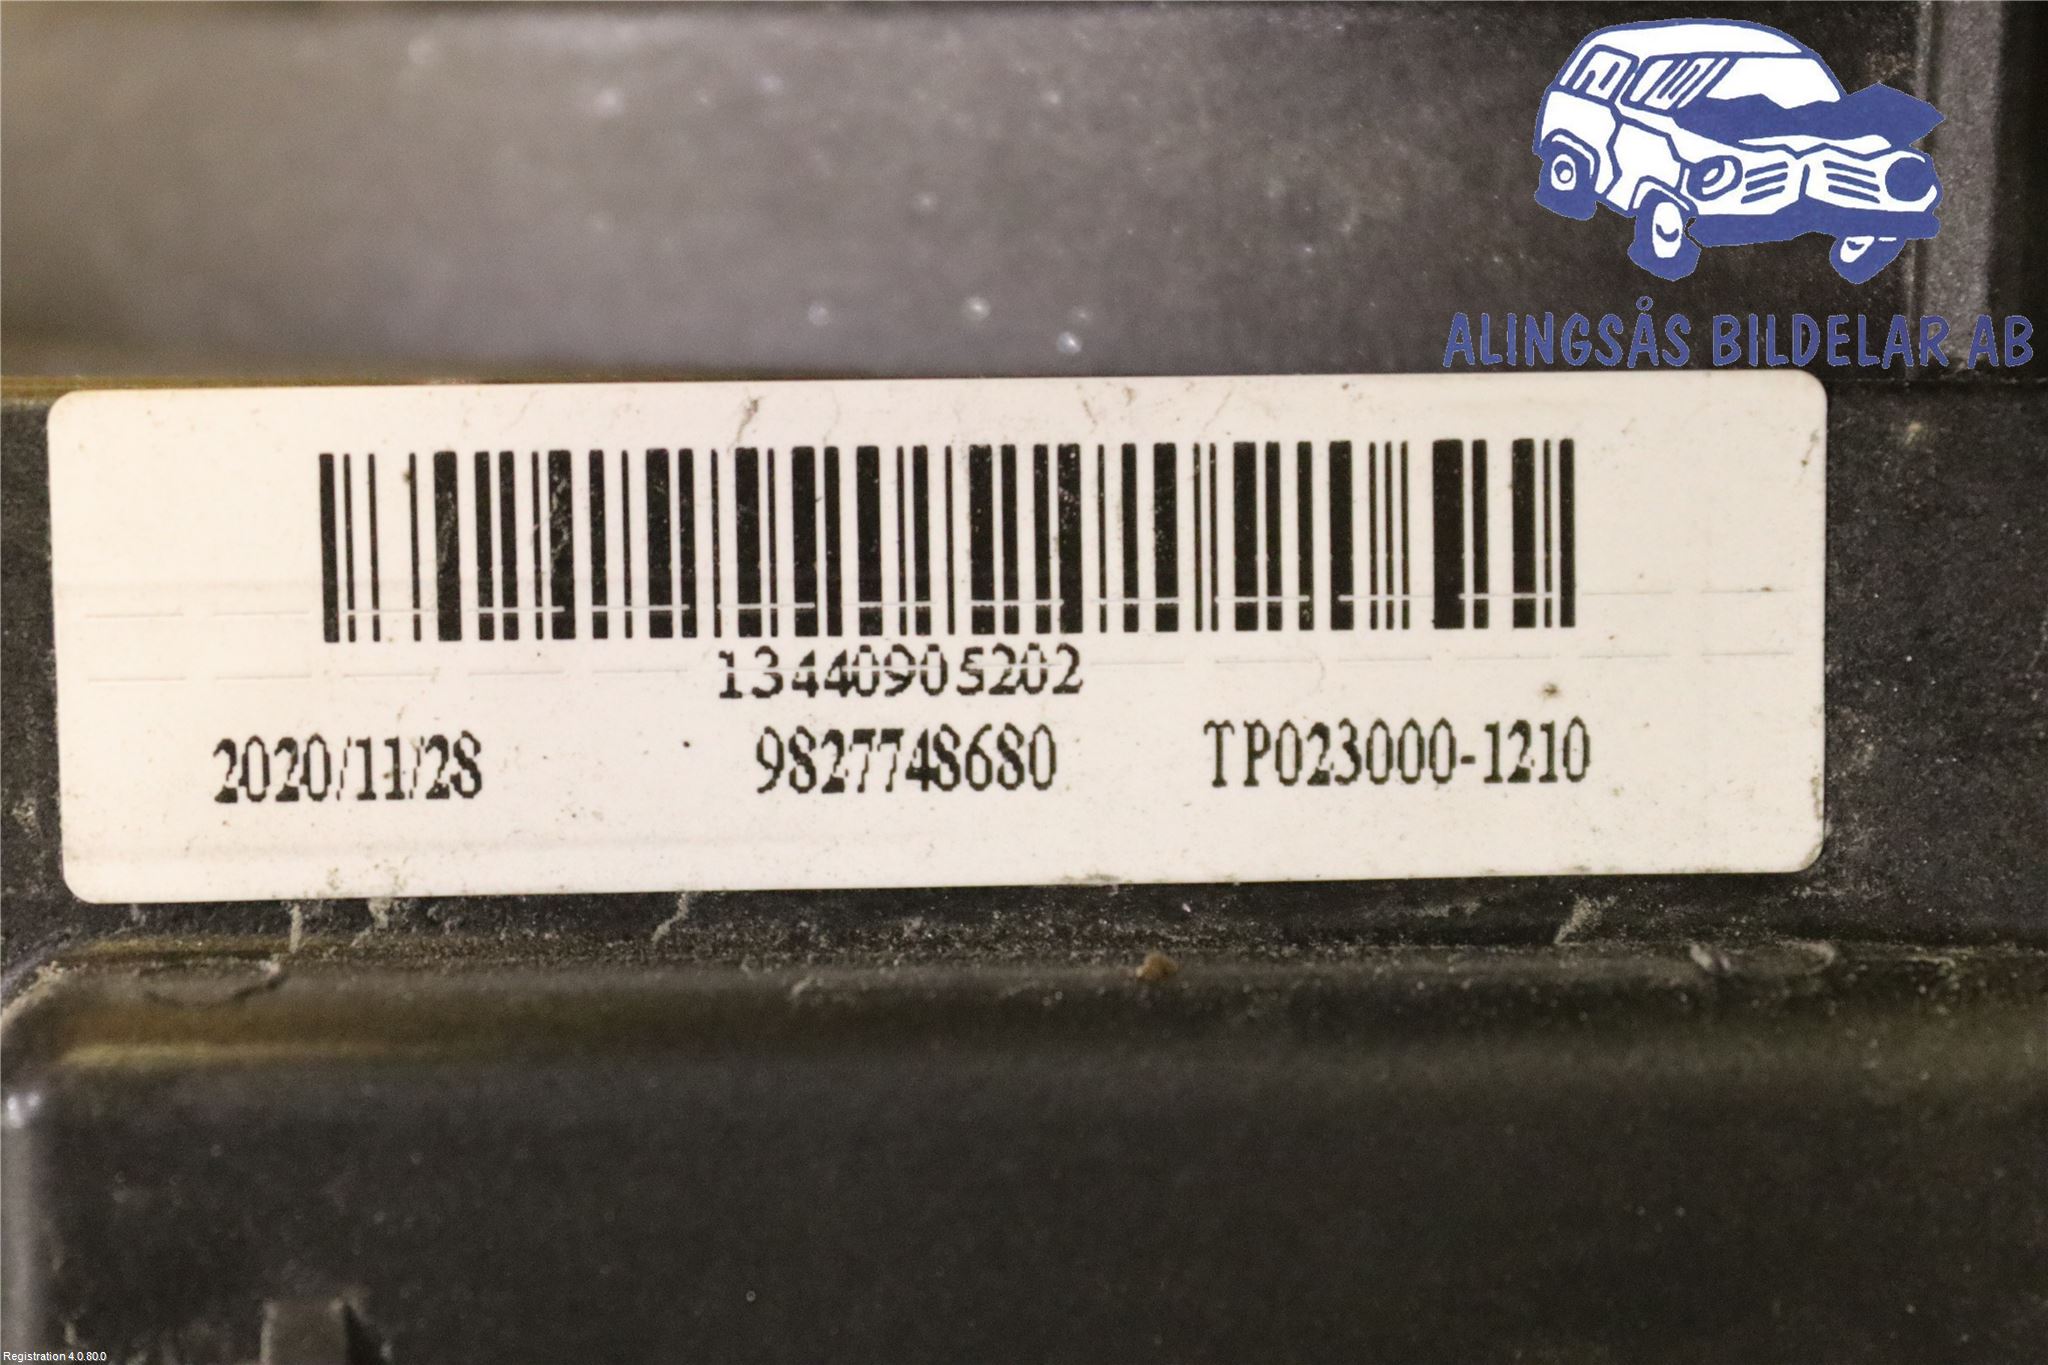 ALINGSÅS BILDELAR AB
13440905202
2020/11/28 9827748680 TP023000-1210
Registration 4.0.80.0